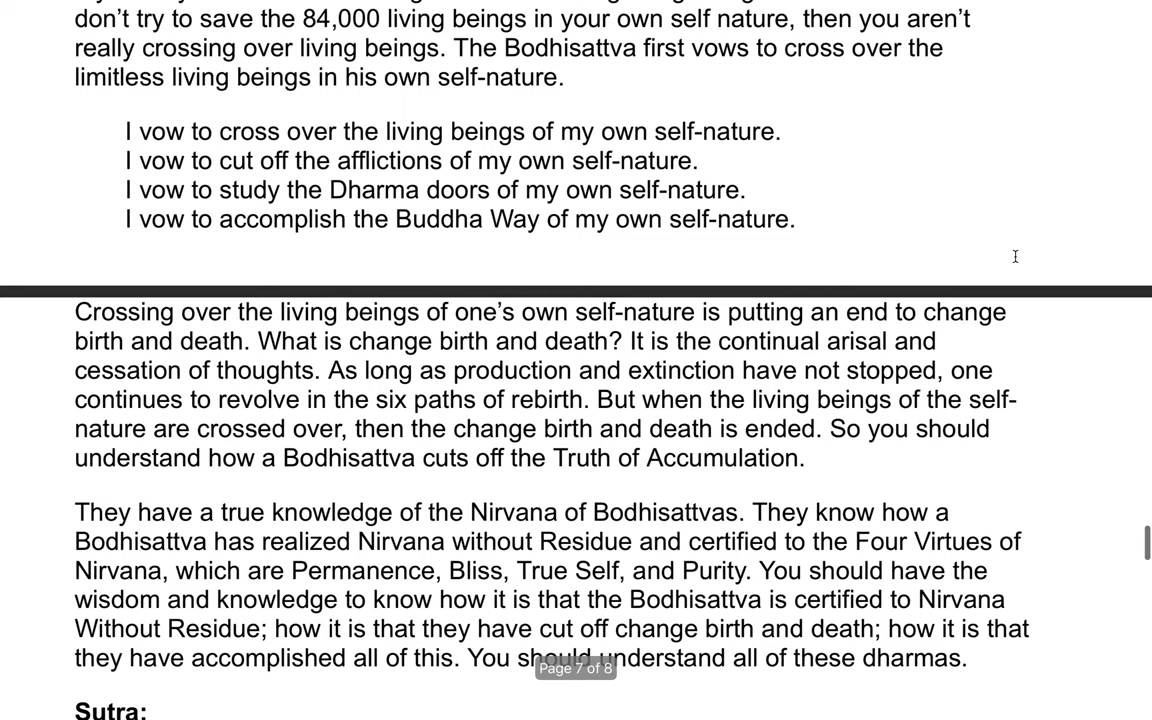 don't try to save the 84,000 living beings in your own self nature, then you aren't
really crossing over living beings. The Bodhisattva first vows to cross over the
limitless living beings in his own self-nature.
I vow to cross over the living beings of my own self-nature.
I vow to cut off the afflictions of my own self-nature.
I vow to study the Dharma doors of my own self-nature.
I vow to accomplish the Buddha Way of my own self-nature.
Crossing over the living beings of one's own self-nature is putting an end to change
birth and death. What is change birth and death? It is the continual arisal and
cessation of thoughts. As long as production and extinction have not stopped, one
continues to revolve in the six paths of rebirth. But when the living beings of the self-
nature are crossed over, then the change birth and death is ended. So you should
understand how a Bodhisattva cuts off the Truth of Accumulation.
They have a true knowledge of the Nirvana of Bodhisattvas. They know how a
Bodhisattva has realized Nirvana without Residue and certified to the Four Virtues of
Nirvana, which are Permanence, Bliss, True Self, and Purity. You should have the
wisdom and knowledge to know how it is that the Bodhisattva is certified to Nirvana
Without Residue; how it is that they have cut off change birth and death; how it is that
they have accomplished all of this. You should understand all of these dharmas.
Page 7 of 8
Sutra: